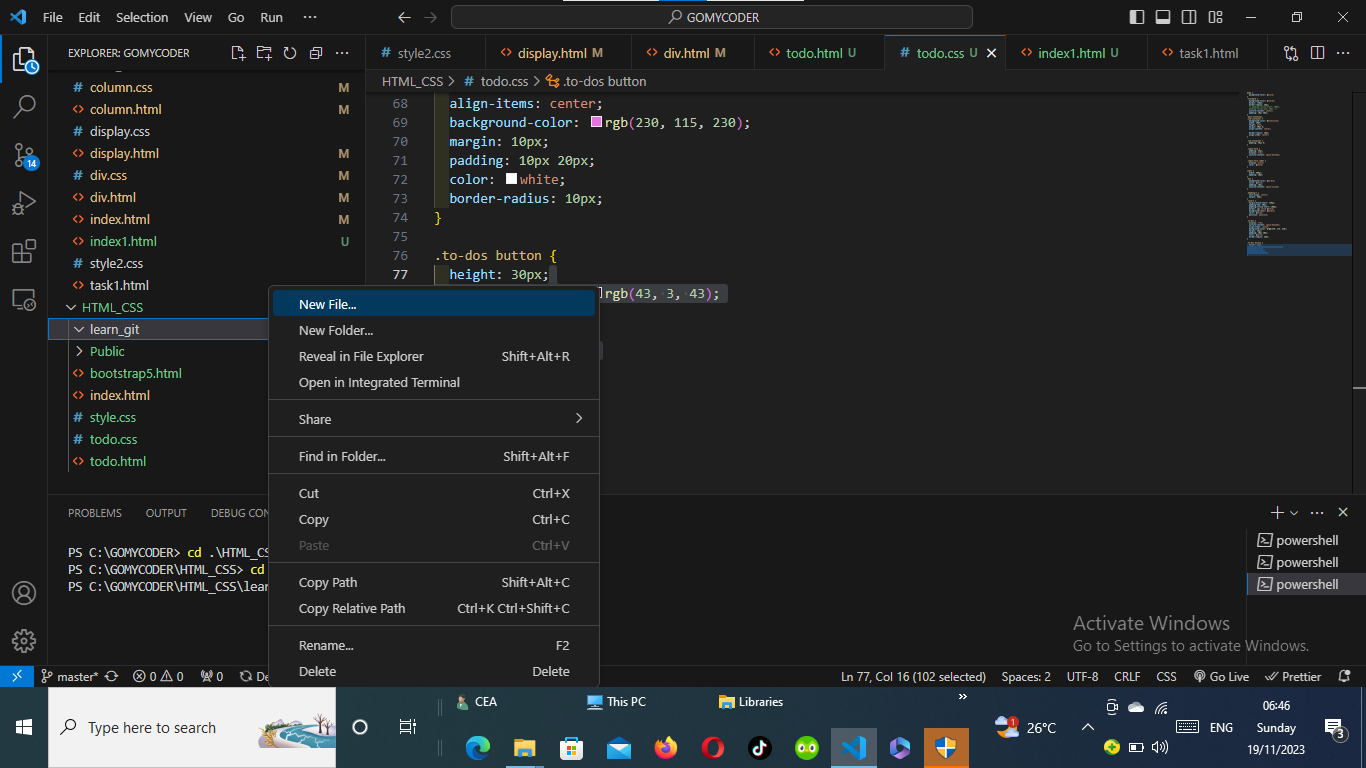 File Edit Selection View Go Run ··· GOMYCODER
EXPLORER: GOMYCODER ···
# style2.css <> display.html M <> div.html M <> todo.html U # todo.css U <> index1.html U <> task1.html ···
HTML_CSS > # todo.css > .to-dos button
# column.css M
<> column.html M
# display.css
<> display.html M
# div.css M
<> div.html M
<> index.html M
<> index1.html U
# style2.css
<> task1.html
HTML_CSS
learn_git
> Public
<> bootstrap5.html
<> index.html
# style.css
# todo.css
<> todo.html
68 align-items: center;
69 background-color: rgb(230, 115, 230);
70 margin: 10px;
71 padding: 10px 20px;
72 color: white;
73 border-radius: 10px;
74 }
75
76 .to-dos button {
77 height: 30px;
rgb(43, 3, 43);
New File...
New Folder...
Reveal in File Explorer Shift+Alt+R
Open in Integrated Terminal
Share >
Find in Folder... Shift+Alt+F
Cut Ctrl+X
Copy Ctrl+C
Paste Ctrl+V
Copy Path Shift+Alt+C
Copy Relative Path Ctrl+K Ctrl+Shift+C
Rename... F2
Delete Delete
PROBLEMS OUTPUT DEBUG CON ···
PS C:\GOMYCODER> cd .\HTML_CS
PS C:\GOMYCODER\HTML_CSS> cd
PS C:\GOMYCODER\HTML_CSS\lear
powershell
powershell
powershell
14
Activate Windows
Go to Settings to activate Windows.
master* 0 0 0 De Ln 77, Col 16 (102 selected) Spaces: 2 UTF-8 CRLF CSS Go Live Prettier
Type here to search
CEA This PC Libraries »
1 26°C ENG
06:46
Sunday
19/11/2023
3